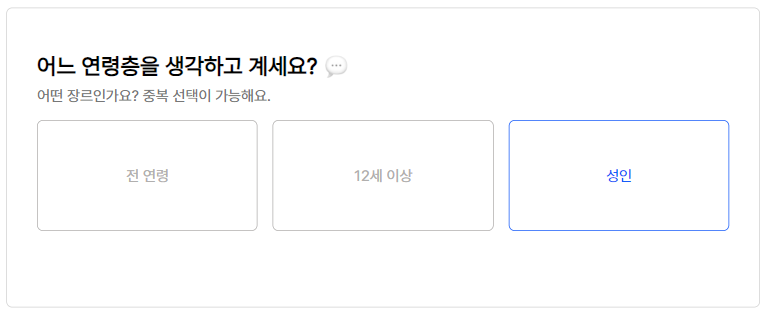 어느 연령층을 생각하고 계세요? 💬
어떤 장르인가요? 중복 선택이 가능해요.
전 연령
12세 이상
성인